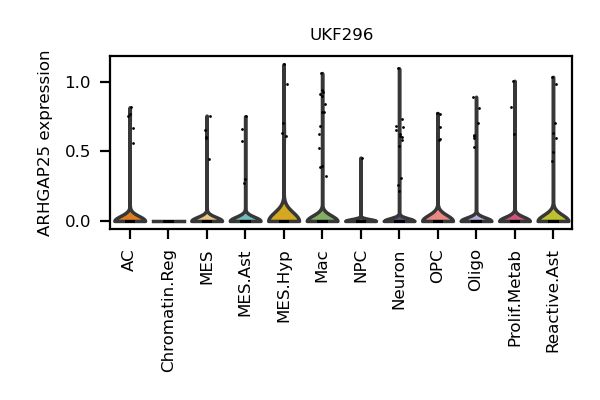 UKF296
ARHGAP25 expression
1.0
0.5
0.0
AC
Chromatin.Reg
MES
MES.Ast
MES.Hyp
Mac
NPC
Neuron
OPC
Oligo
Prolif.Metab
Reactive.Ast